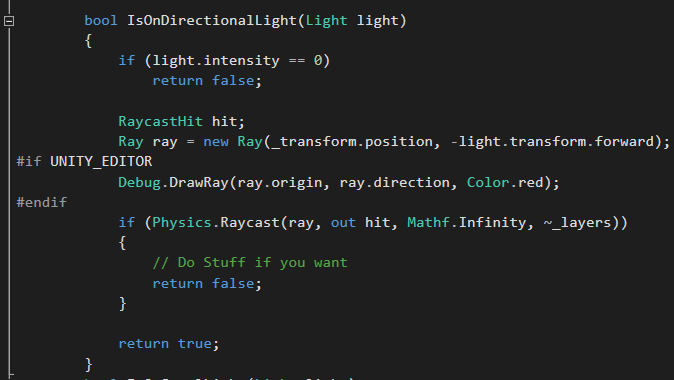 bool IsOnDirectionalLight(Light light)
{
if (light.intensity == 0)
return false;
RaycastHit hit;
Ray ray = new Ray(_transform.position, -light.transform.forward);
#if UNITY_EDITOR
Debug.DrawRay(ray.origin, ray.direction, Color.red);
#endif
if (Physics.Raycast(ray, out hit, Mathf.Infinity, ~_layers))
{
// Do Stuff if you want
return false;
}
return true;
}